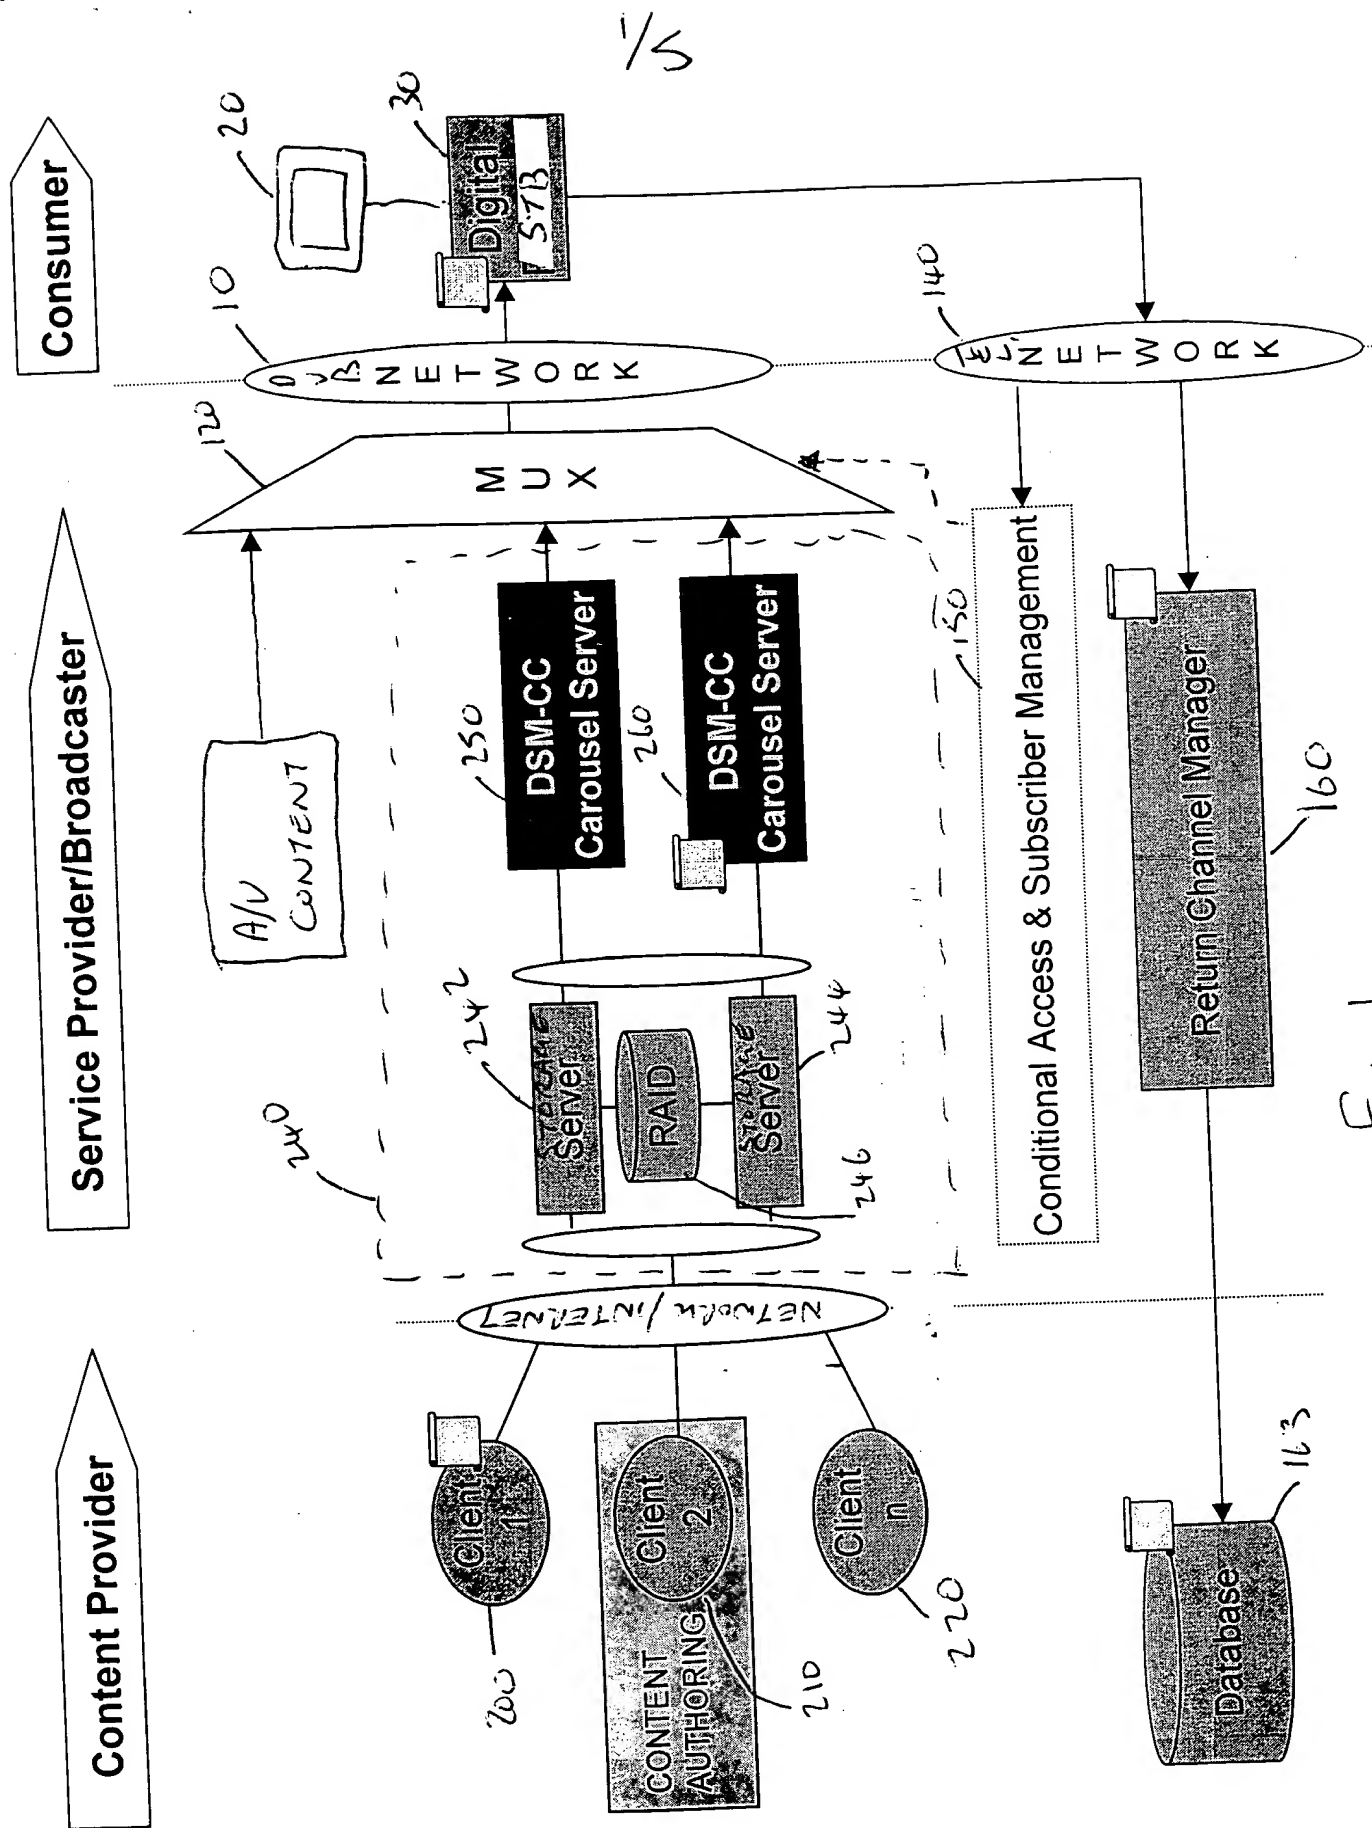 1/5
Content Provider
Service Provider/Broadcaster
Consumer
A/V
CONTENT
120
MUX
10
DVB
NETWORK
20
30
Digital
STB
240
250
DSM-CC
Carousel Server
260
DSM-CC
Carousel Server
242
STORAGE
Server
RAID
246
STORAGE
Server
244
NETWORK/INTERNET
200
Client
1
CONTENT
AUTHORING
Client
2
210
Client
n
220
150
Conditional Access & Subscriber Management
140
TEL.
NETWORK
Return Channel Manager
160
Database
163